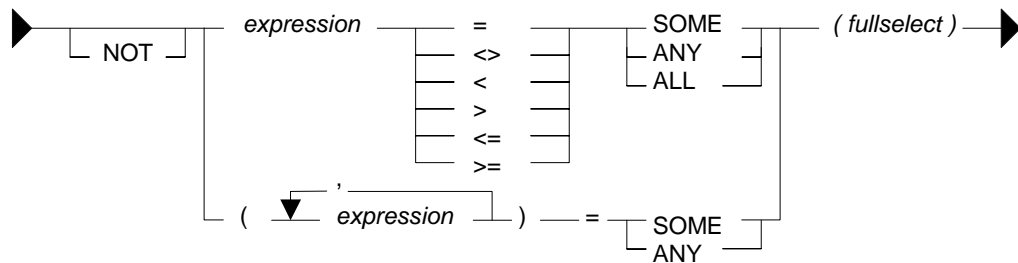 expression = SOME ( fullselect )
NOT <> ANY
< ALL
>
<=
>=
,
( expression ) = SOME
ANY